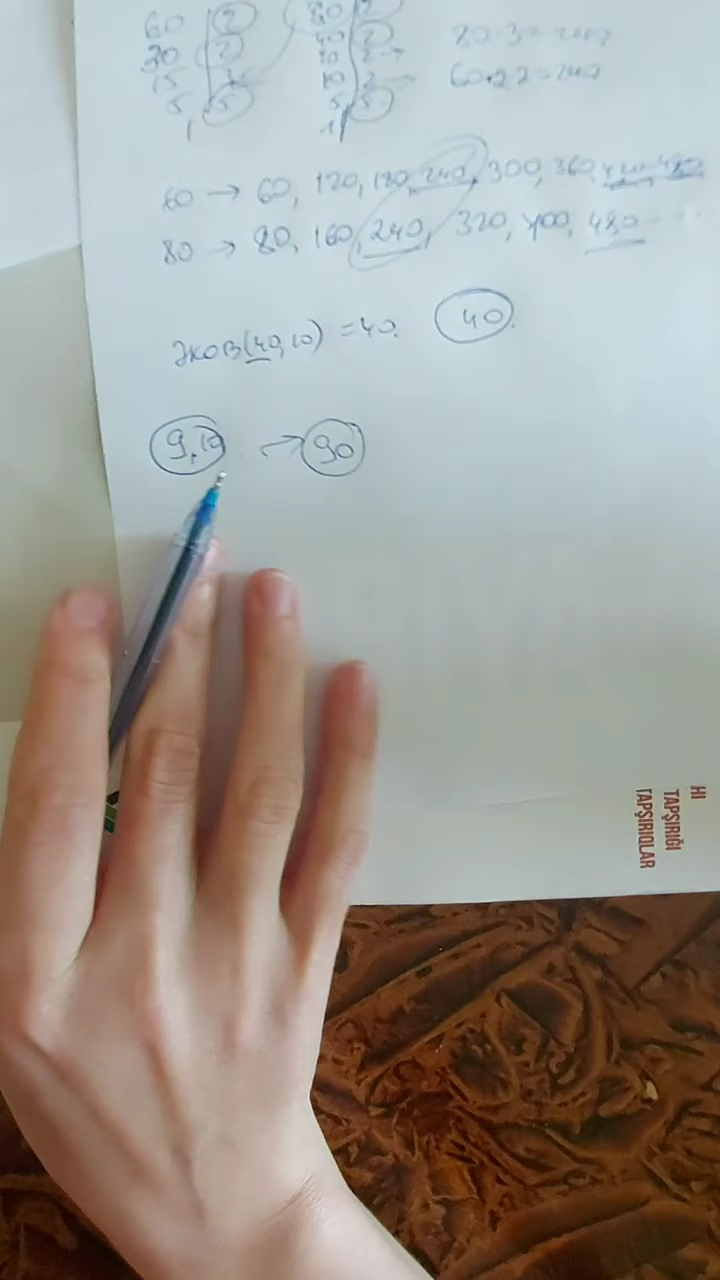 60 2 80 2
30 2 40 2 80·3=240
15 3 20 2
5 5 10 2 60·22=240
1 5 5
1
60 → 60, 120, 180, 240, 300, 360, 420, 480
80 → 80, 160, 240, 320, 400, 480 ...
ƏKOB(40,10) = 40. 40.
9,10 → 90
HI
TAPŞIRIĞI
TAPŞIRIQLAR